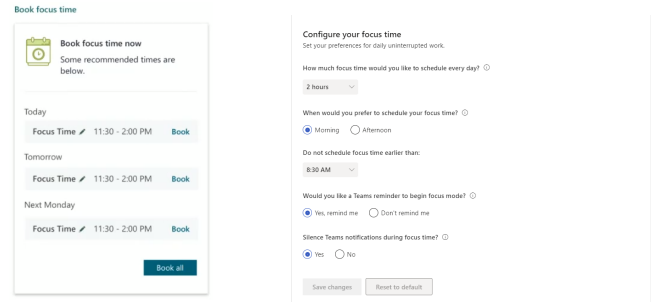 Book focus time
Book focus time now
Some recommended times are
below.
Today
Focus Time 11:30 - 2:00 PM Book
Tomorrow
Focus Time 11:30 - 2:00 PM Book
Next Monday
Focus Time 11:30 - 2:00 PM Book
Book all
Configure your focus time
Set your preferences for daily uninterrupted work.
How much focus time would you like to schedule every day?
2 hours
When would you prefer to schedule your focus time?
Morning Afternoon
Do not schedule focus time earlier than:
8:30 AM
Would you like a Teams reminder to begin focus mode?
Yes, remind me Don't remind me
Silence Teams notifications during focus time?
Yes No
Save changes Reset to default